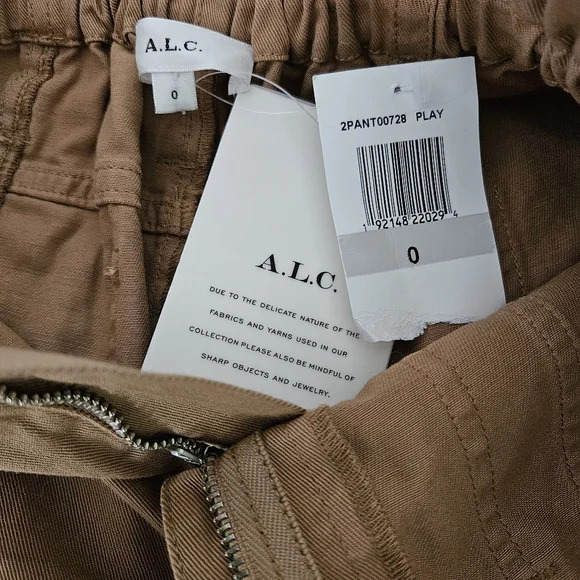 A.L.C.
0
2PANT00728 PLAY
1 92148 22029 4
0
A.L.C.
DUE TO THE DELICATE NATURE OF THE
FABRICS AND YARNS USED IN OUR
COLLECTION PLEASE ALSO BE MINDFUL OF
SHARP OBJECTS AND JEWELRY.